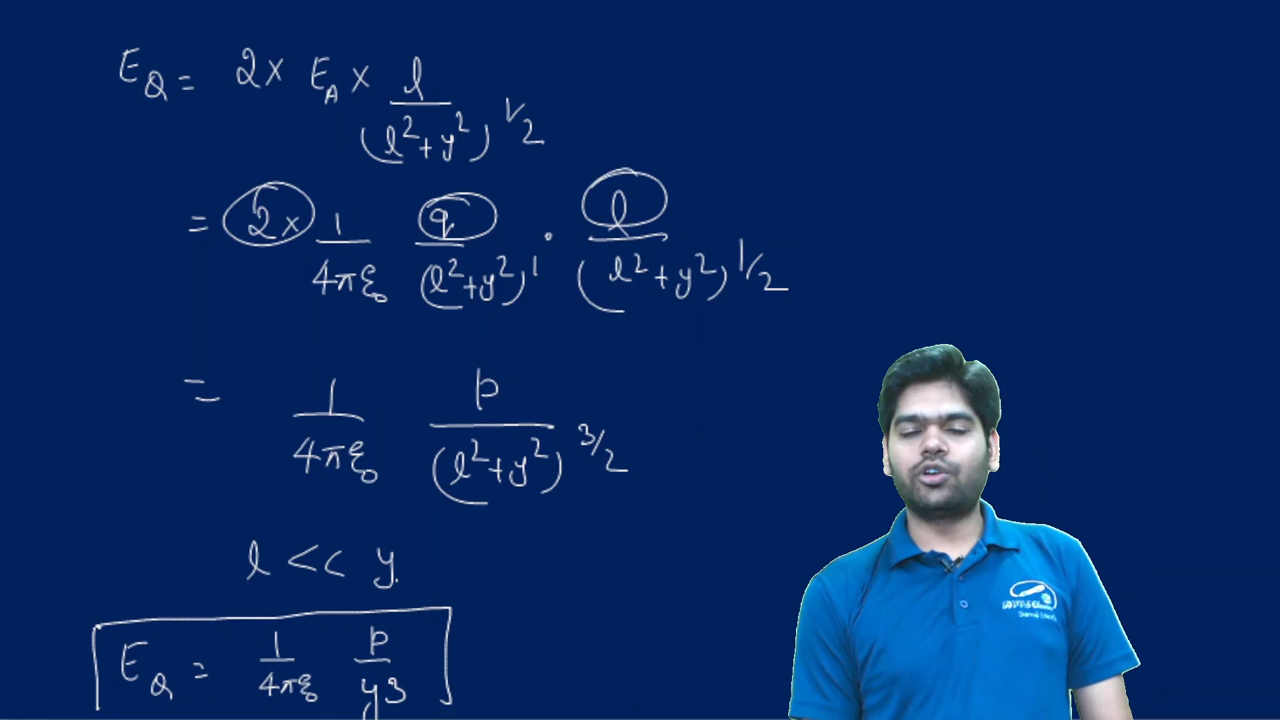 E_Q = 2 × E_A × l / (l² + y²)^1/2
= 2 × 1 / 4πε₀ q / (l² + y²)^1 · l / (l² + y²)^1/2
= 1 / 4πε₀ p / (l² + y²)^3/2
l << y
E_Q = 1 / 4πε₀ p / y3